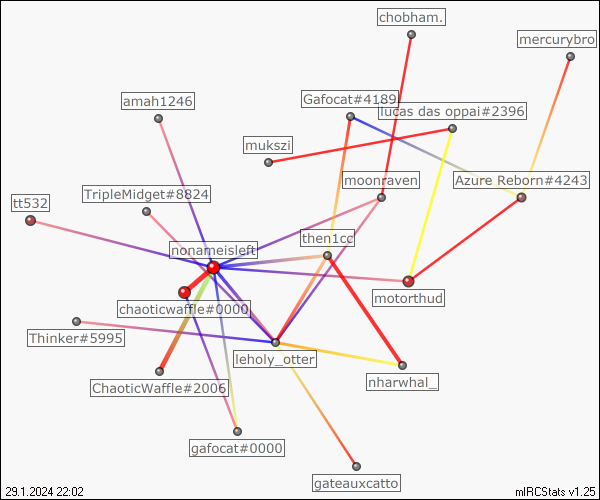 chobham.
mercurybro
amah1246
Gafocat#4189
lucas das oppai#2396
mukszi
moonraven
Azure Reborn#4243
tt532
TripleMidget#8824
then1cc
nonameisleft
motorthud
chaoticwaffle#0000
Thinker#5995
leholy_otter
ChaoticWaffle#2006
nharwhal_
gafocat#0000
gateauxcatto
29.1.2024 22:02
mIRCStats v1.25